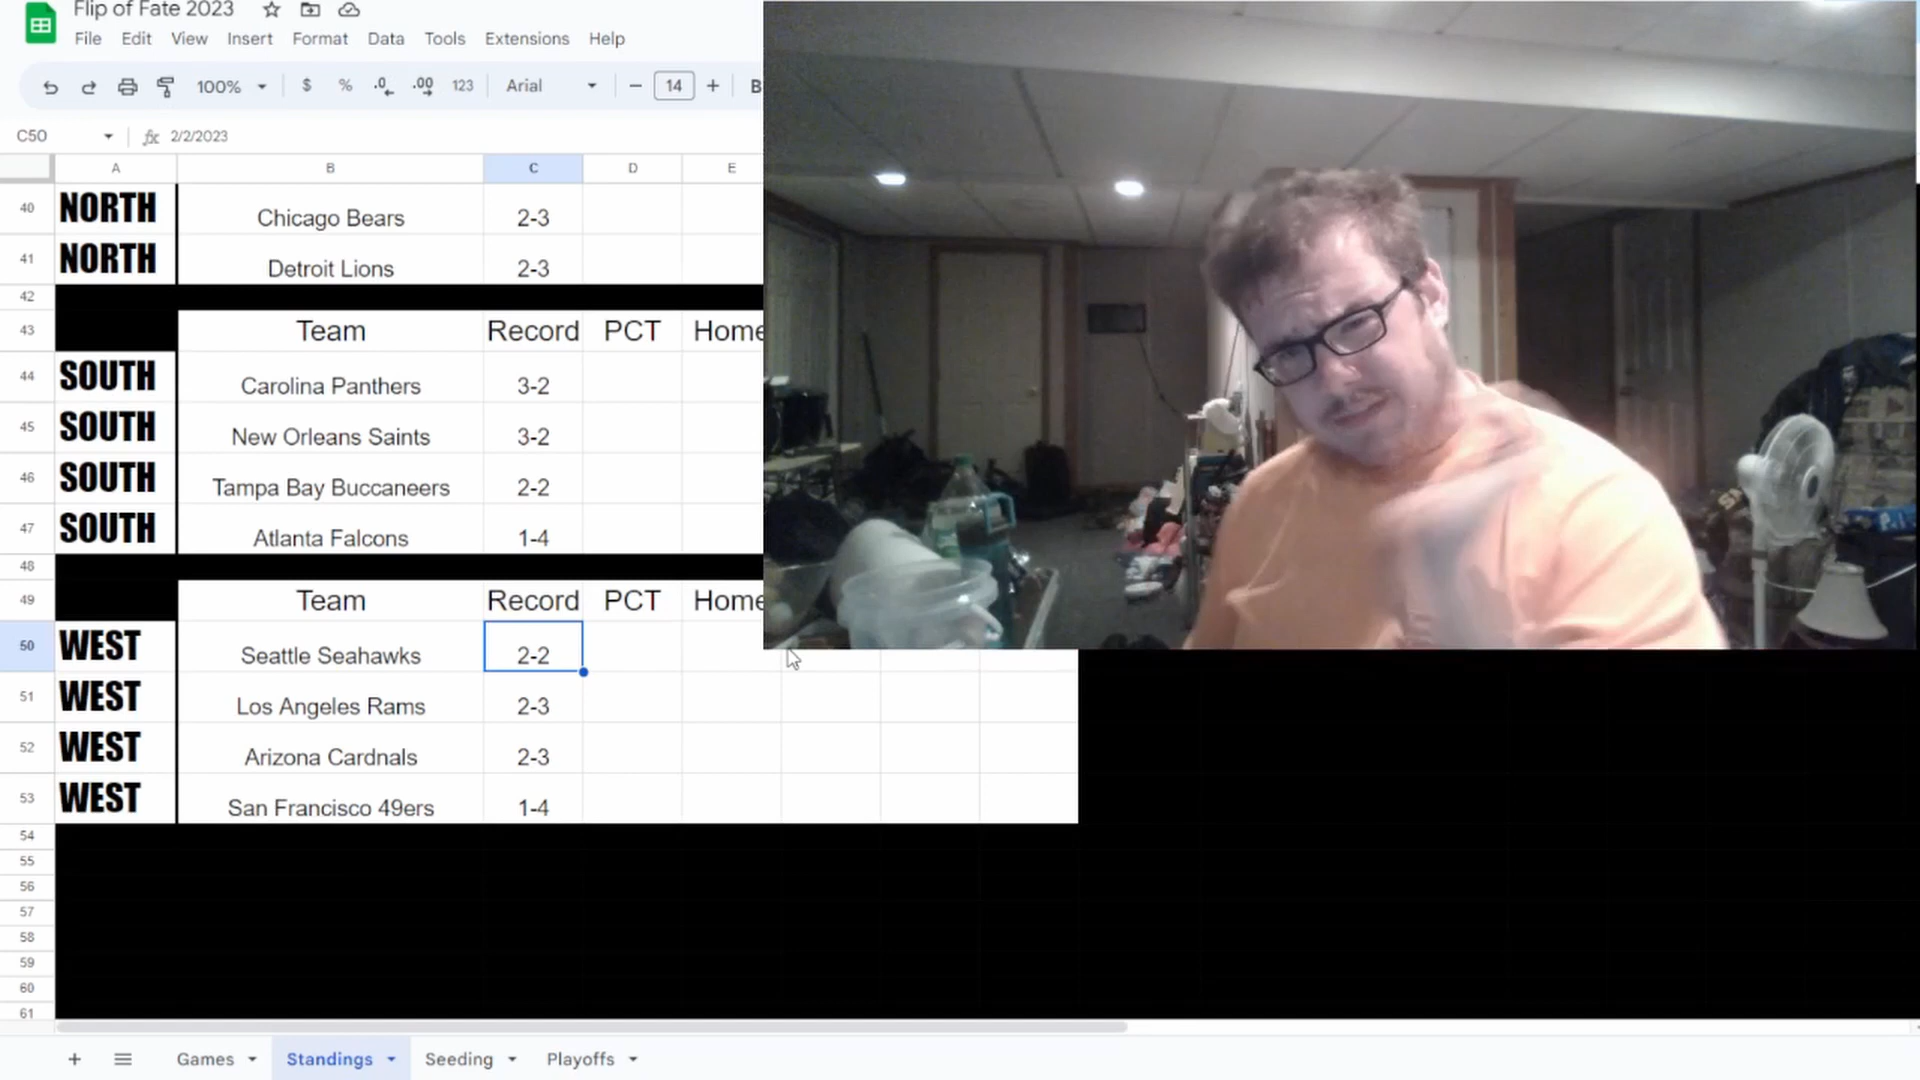 Flip of Fate 2023
File Edit View Insert Format Data Tools Extensions Help
100% $ % .0 .00 123 Arial − 14 + B
C50 fx 2/2/2023
A B C D E
40 NORTH Chicago Bears 2-3
41 NORTH Detroit Lions 2-3
42
43 Team Record PCT Home
44 SOUTH Carolina Panthers 3-2
45 SOUTH New Orleans Saints 3-2
46 SOUTH Tampa Bay Buccaneers 2-2
47 SOUTH Atlanta Falcons 1-4
48
49 Team Record PCT Home
50 WEST Seattle Seahawks 2-2
51 WEST Los Angeles Rams 2-3
52 WEST Arizona Cardnals 2-3
53 WEST San Francisco 49ers 1-4
54
55
56
57
58
59
60
61
+ Games Standings Seeding Playoffs